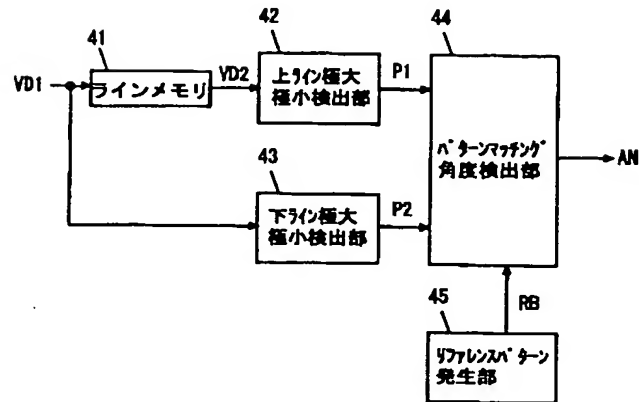 41
42
44
VD1
ラインメモリ
VD2
上ライン極大
極小検出部
P1
パターンマッチング
角度検出部
AN
43
下ライン極大
極小検出部
P2
45
RB
リファレンスパターン
発生部